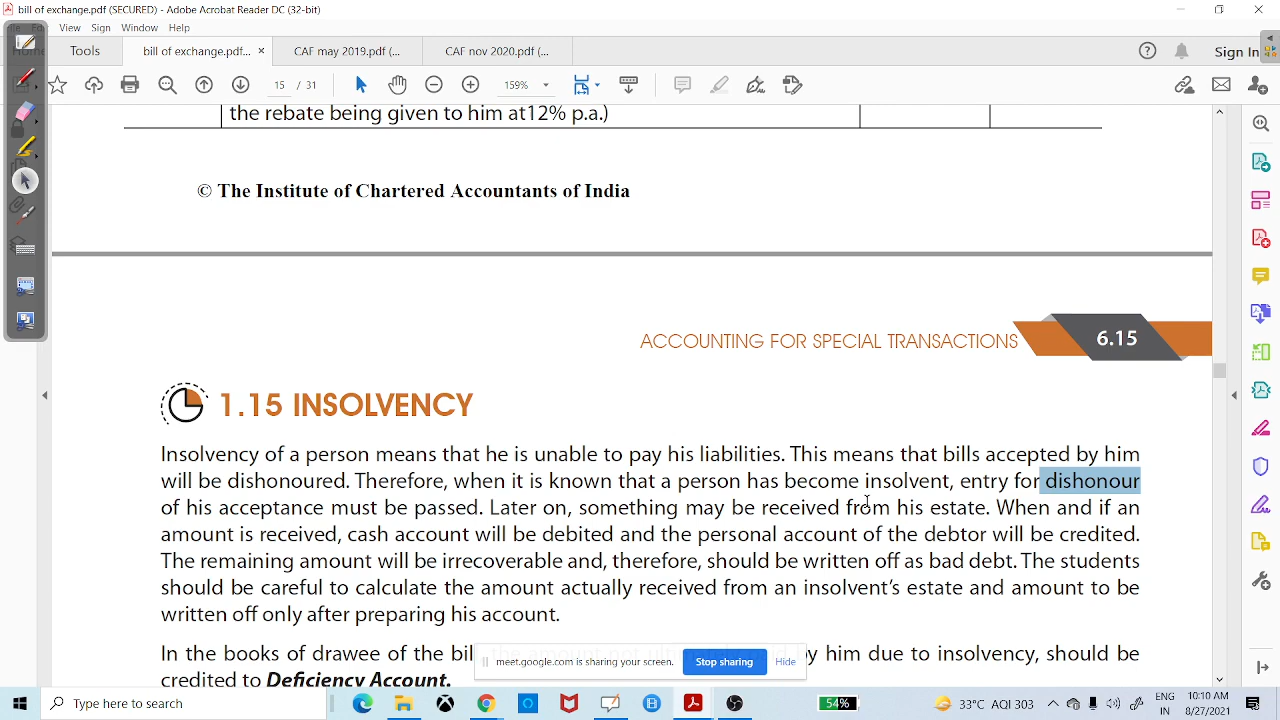 bill of exchange.pdf (SECURED) - Adobe Acrobat Reader DC (32-bit)
View Sign Window Help
Tools bill of exchange.pdf... × CAF may 2019.pdf (... CAF nov 2020.pdf (... Sign In
15 / 31 159%
the rebate being given to him at12% p.a.)
© The Institute of Chartered Accountants of India
ACCOUNTING FOR SPECIAL TRANSACTIONS 6.15
1.15 INSOLVENCY
Insolvency of a person means that he is unable to pay his liabilities. This means that bills accepted by him
will be dishonoured. Therefore, when it is known that a person has become insolvent, entry for dishonour
of his acceptance must be passed. Later on, something may be received from his estate. When and if an
amount is received, cash account will be debited and the personal account of the debtor will be credited.
The remaining amount will be irrecoverable and, therefore, should be written off as bad debt. The students
should be careful to calculate the amount actually received from an insolvent's estate and amount to be
written off only after preparing his account.
In the books of drawee of the bill, the amount not ultimately paid by him due to insolvency, should be
credited to Deficiency Account.
meet.google.com is sharing your screen. Stop sharing Hide
Type here to search
54%
33°C AQI 303
ENG
IN
10:10 AM
8/27/2021